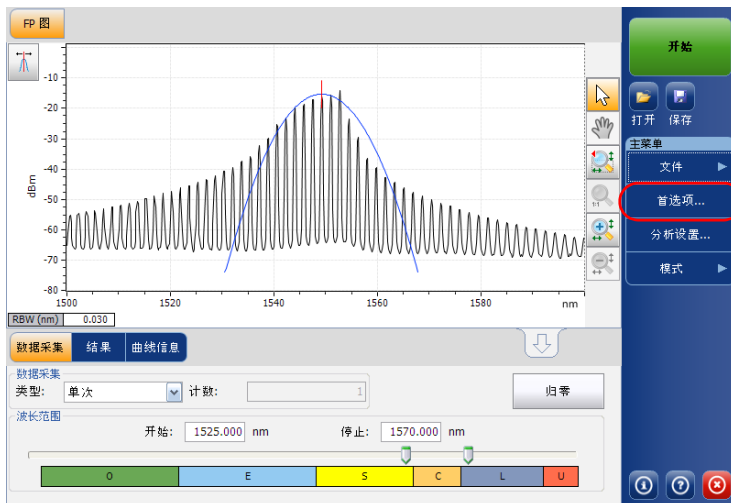 FP 图
-10
-20
-30
-40
-50
-60
-70
-80
dBm
1500 1520 1540 1560 1580 nm
RBW (nm) 0.030
1:1
开始
打开 保存
主菜单
文件
首选项...
分析设置...
模式
数据采集 结果 曲线信息
数据采集
类型: 单次 计数: 1
归零
波长范围
开始: 1525.000 nm 停止: 1570.000 nm
O E S C L U